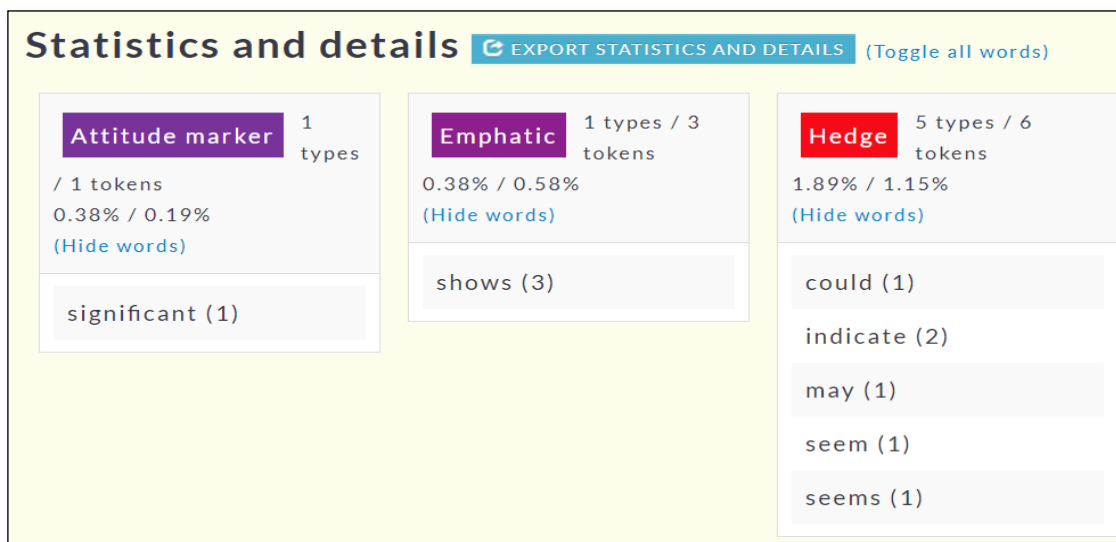 Statistics and details EXPORT STATISTICS AND DETAILS (Toggle all words)
Attitude marker 1
types
/ 1 tokens
0.38% / 0.19%
(Hide words)
significant (1)
Emphatic 1 types / 3
tokens
0.38% / 0.58%
(Hide words)
shows (3)
Hedge 5 types / 6
tokens
1.89% / 1.15%
(Hide words)
could (1)
indicate (2)
may (1)
seem (1)
seems (1)